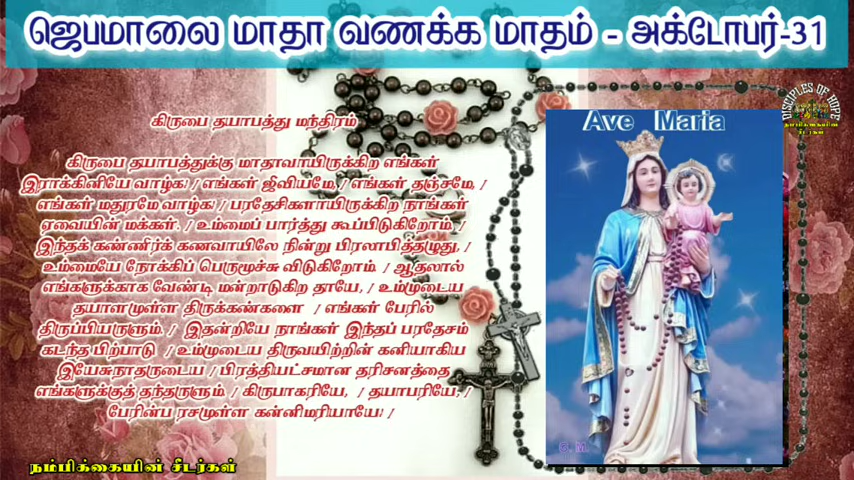 ஜெபமாலை மாதா வணக்க மாதம் - அக்டோபர்-31
DISCIPLES OF HOPE
நம்பிக்கையின்
சீடர்கள்
Ave Maria
கிருபை தயாபத்து மந்திரம்
கிருபை தயாபத்துக்கு மாதாவாயிருக்கிற எங்கள்
இராக்கினியே வாழ்க! / எங்கள் ஜீவியமே, / எங்கள் தஞ்சமே, /
எங்கள் மதுரமே வாழ்க! / பரதேசிகளாயிருக்கிற நாங்கள்
ஏவையின் மக்கள். / உம்மைப் பார்த்து கூப்பிடுகிறோம். /
இந்தக் கண்ணீர்க் கணவாயிலே நின்று பிரலாபித்தழுது, /
உம்மையே நோக்கிப் பெருமூச்சு விடுகிறோம். / ஆதலால்
எங்களுக்காக வேண்டி மன்றாடுகிற தாயே, / உம்முடைய
தயாளமுள்ள திருக்கண்களை / எங்கள் பேரில்
திருப்பியருளும். / இதன்றியே நாங்கள் இந்தப் பரதேசம்
கடந்த பிற்பாடு / உம்முடைய திருவயிற்றின் கனியாகிய
இயேசுநாதருடைய / பிரத்தியட்சமான தரிசனத்தை
எங்களுக்குத் தந்தருளும். / கிருபாகரியே, / தயாபரியே, /
பேரின்ப ரசமுள்ள கன்னிமரியாயே! /
S. M.
நம்பிக்கையின் சீடர்கள்